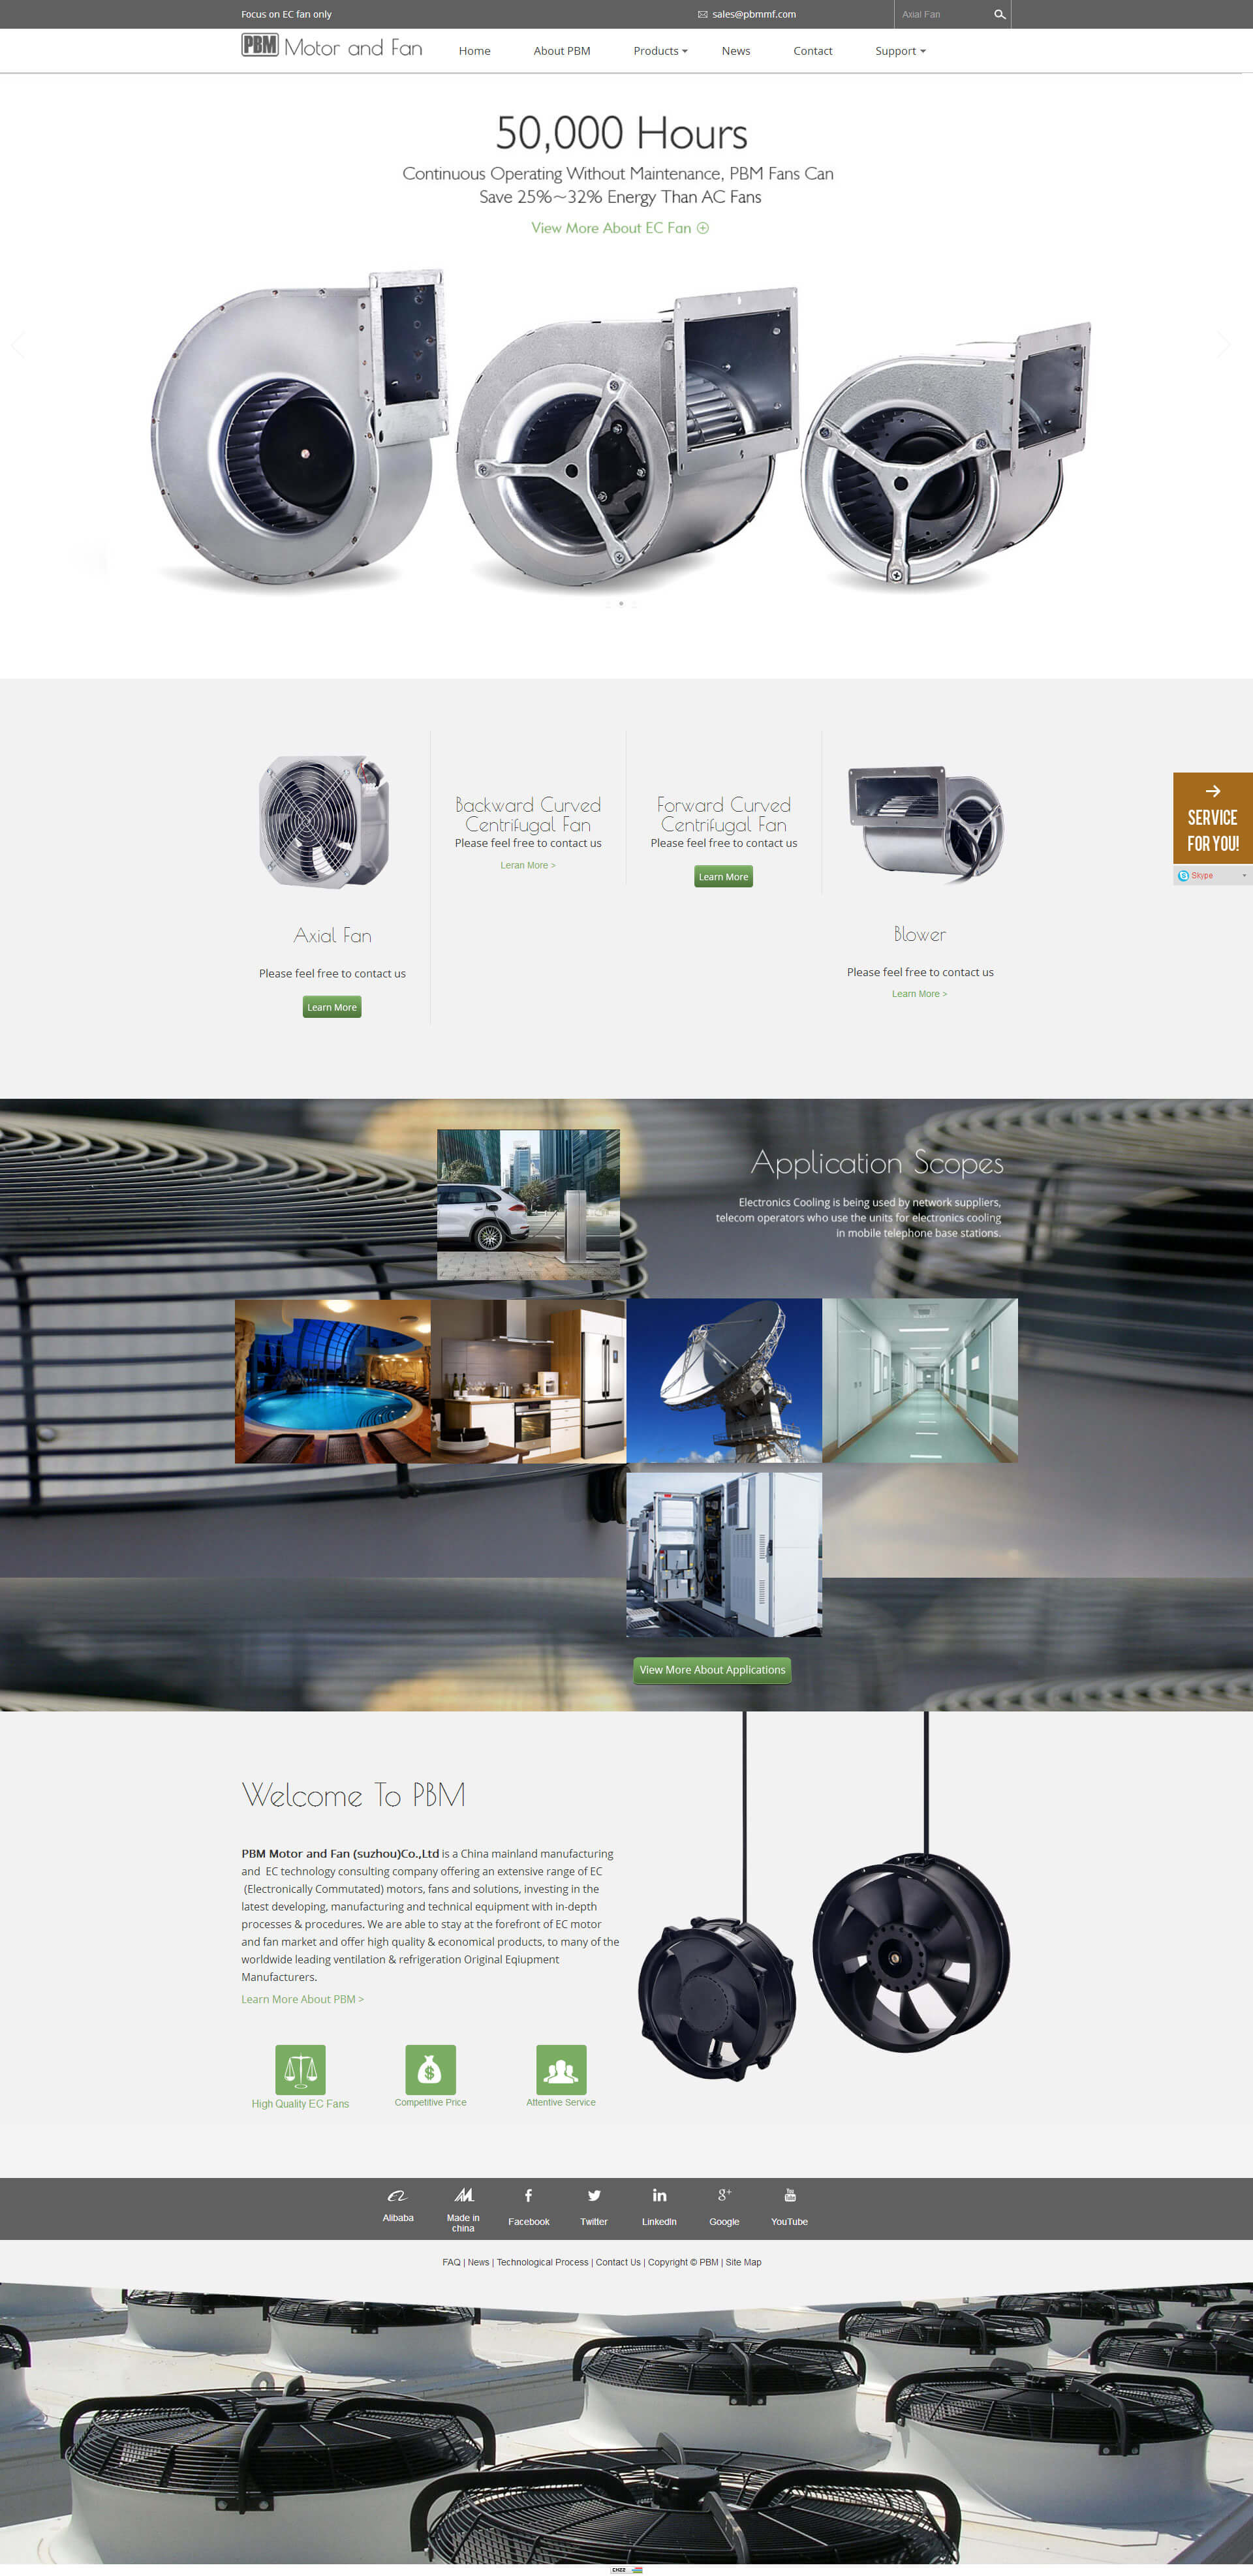 Focus on EC fan only
sales@pbmmf.com
Axial Fan
PBM Motor and Fan
Home
About PBM
Products
News
Contact
Support
50,000 Hours
Continuous Operating Without Maintenance, PBM Fans Can
Save 25%~32% Energy Than AC Fans
View More About EC Fan
Axial Fan
Please feel free to contact us
Learn More
Backward Curved
Centrifugal Fan
Please feel free to contact us
Leran More >
Forward Curved
Centrifugal Fan
Please feel free to contact us
Learn More
Blower
Please feel free to contact us
Learn More >
SERVICE
FOR YOU!
Skype
Application Scopes
Electronics Cooling is being used by network suppliers,
telecom operators who use the units for electronics cooling
in mobile telephone base stations.
View More About Applications
Welcome To PBM
PBM Motor and Fan (suzhou)Co.,Ltd is a China mainland manufacturing
and EC technology consulting company offering an extensive range of EC
(Electronically Commutated) motors, fans and solutions, investing in the
latest developing, manufacturing and technical equipment with in-depth
processes & procedures. We are able to stay at the forefront of EC motor
and fan market and offer high quality & economical products, to many of the
worldwide leading ventilation & refrigeration Original Eqiupment
Manufacturers.
Learn More About PBM >
High Quality EC Fans
Competitive Price
Attentive Service
Alibaba
Made in
china
Facebook
Twitter
LinkedIn
Google
YouTube
FAQ | News | Technological Process | Contact Us | Copyright © PBM | Site Map
CNZZ